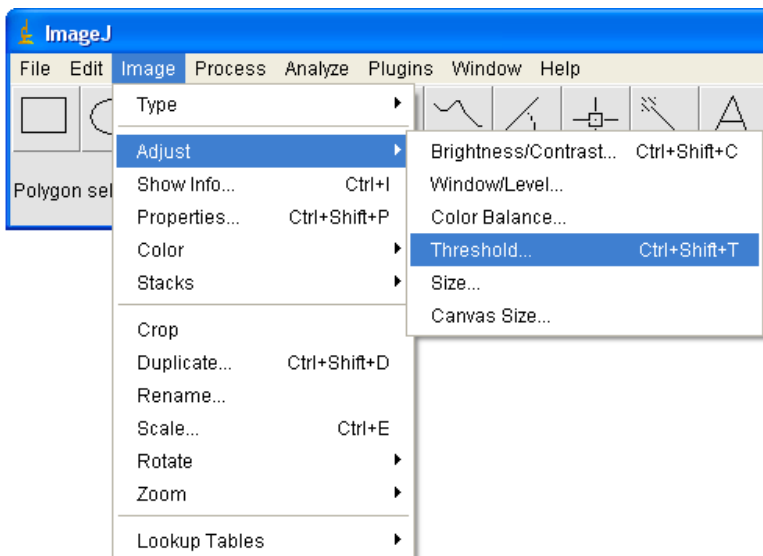 ImageJ
File Edit Image Process Analyze Plugins Window Help
Type
Adjust
Brightness/Contrast... Ctrl+Shift+C
Show Info... Ctrl+I
Window/Level...
Polygon sel
Properties... Ctrl+Shift+P
Color Balance...
Color
Threshold... Ctrl+Shift+T
Stacks
Size...
Canvas Size...
Crop
Duplicate... Ctrl+Shift+D
Rename...
Scale... Ctrl+E
Rotate
Zoom
Lookup Tables